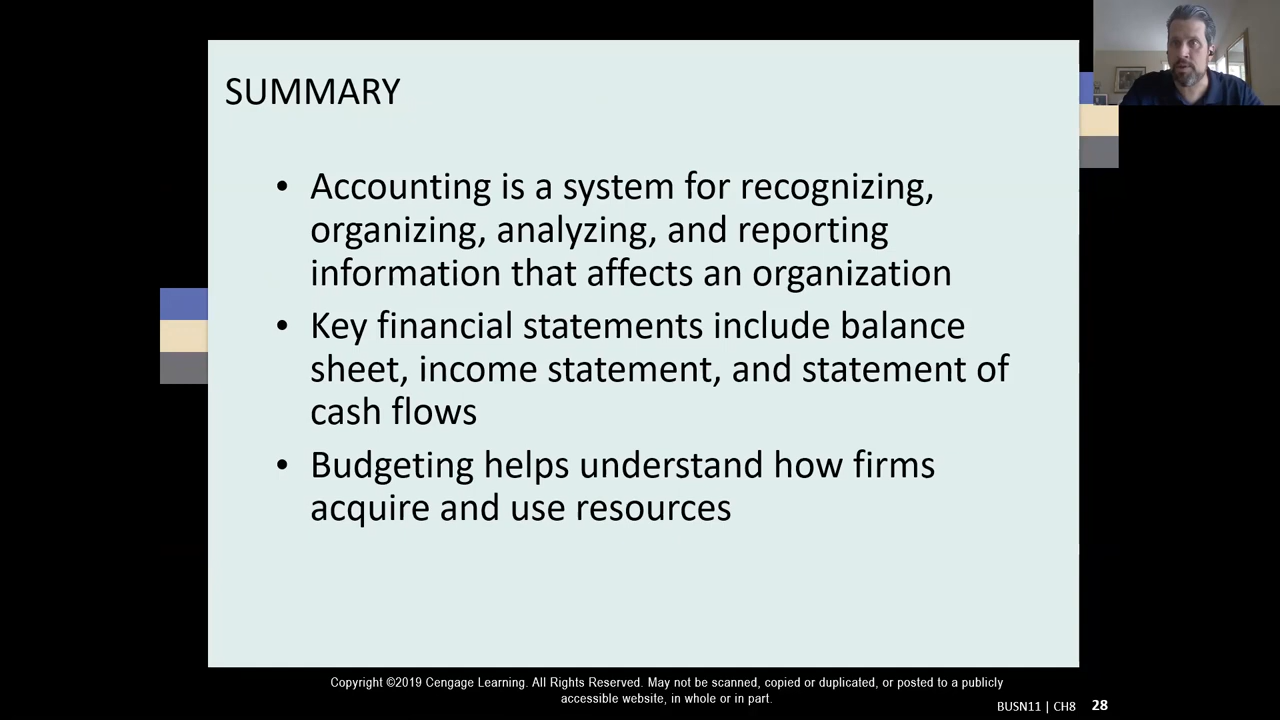 SUMMARY
• Accounting is a system for recognizing,
organizing, analyzing, and reporting
information that affects an organization
• Key financial statements include balance
sheet, income statement, and statement of
cash flows
• Budgeting helps understand how firms
acquire and use resources
Copyright ©2019 Cengage Learning. All Rights Reserved. May not be scanned, copied or duplicated, or posted to a publicly
accessible website, in whole or in part.
BUSN11 | CH8 28